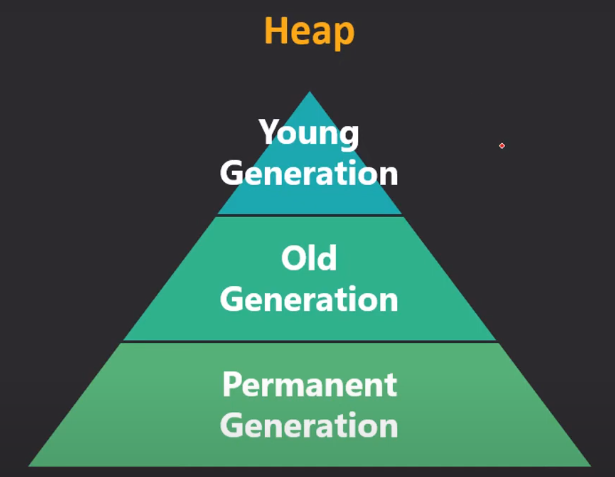 Heap
Young
Generation
Old
Generation
Permanent
Generation